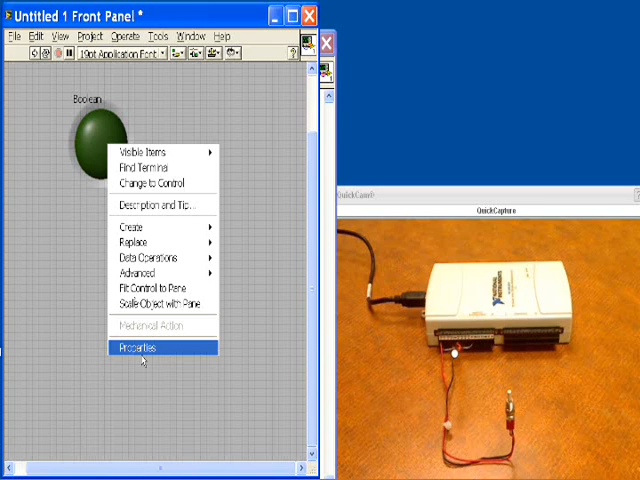 Untitled 1 Front Panel *
File Edit View Project Operate Tools Window Help
19pt Application Font
Boolean
Visible Items
Find Terminal
Change to Control
Description and Tip...
Create
Replace
Data Operations
Advanced
Fit Control to Pane
Scale Object with Pane
Mechanical Action
Properties
QuickCam®
QuickCapture
NATIONAL
INSTRUMENTS